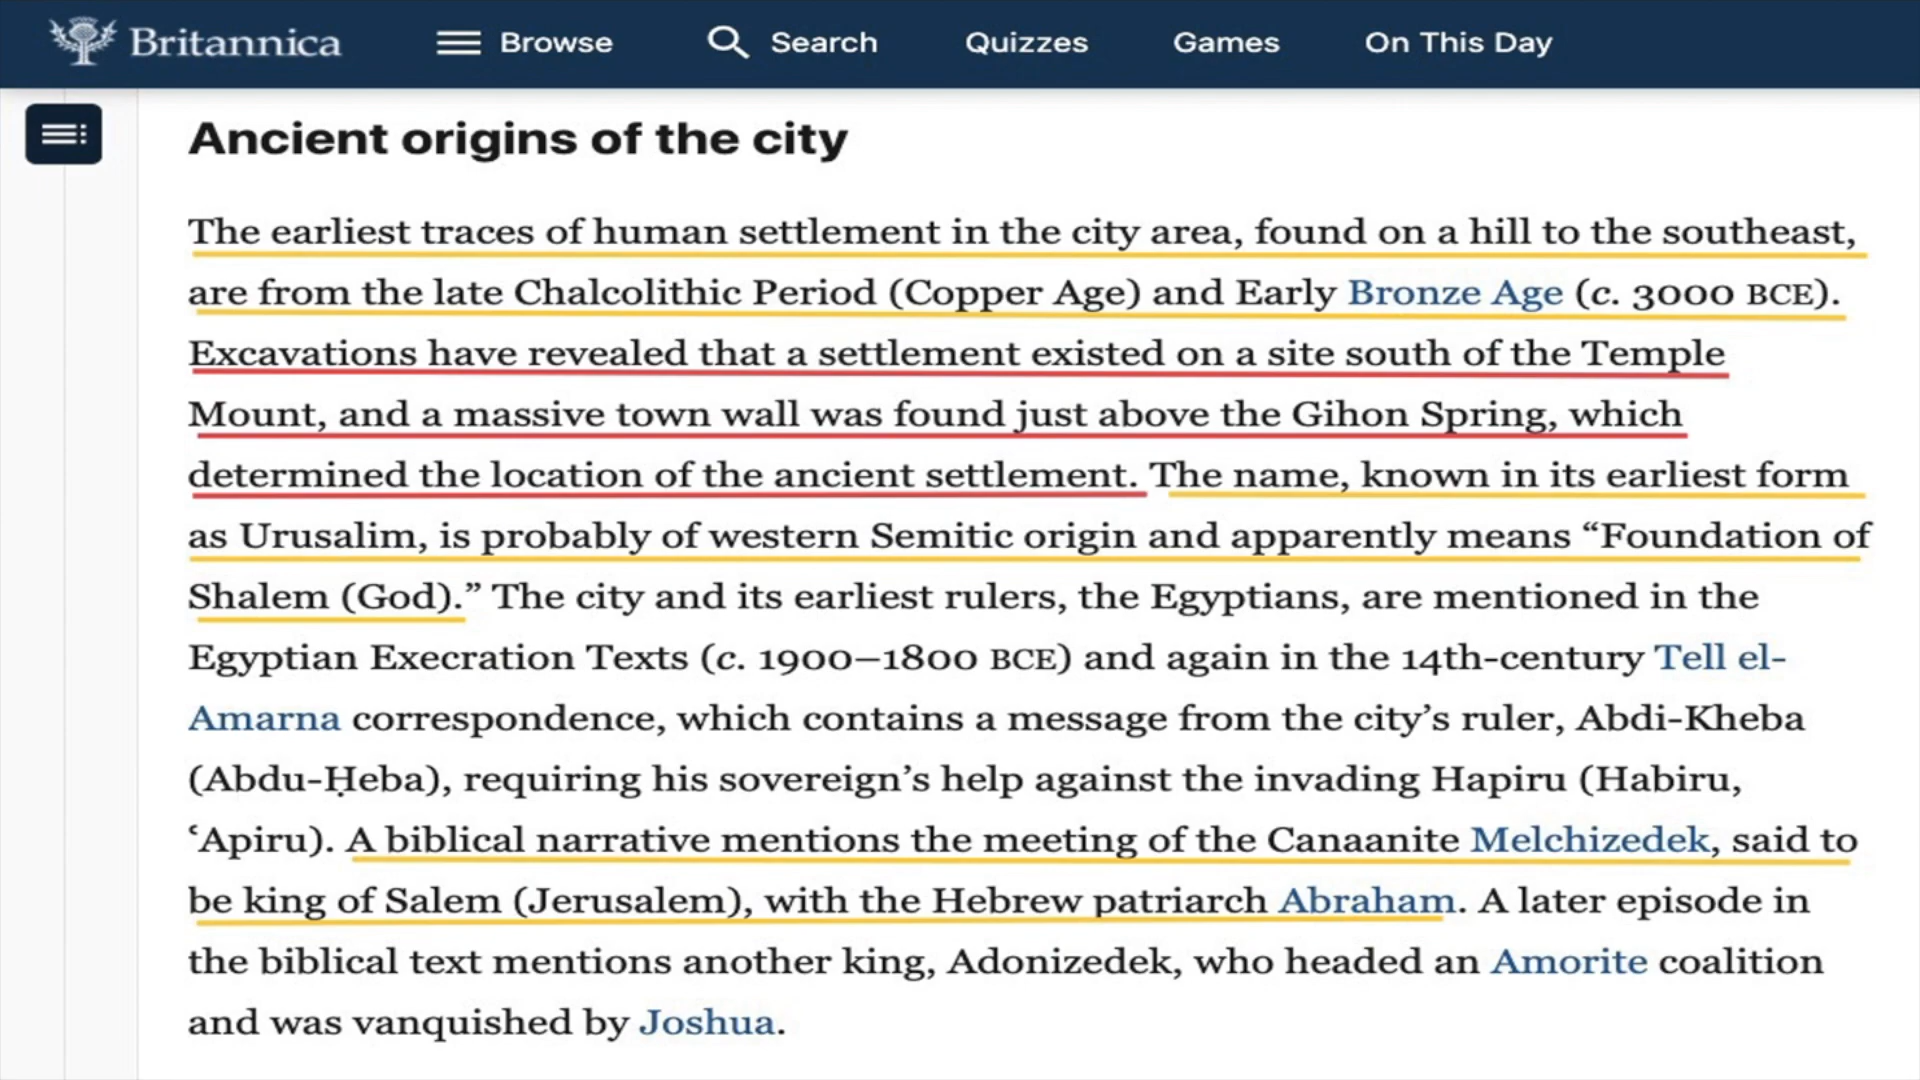 Britannica Browse Search Quizzes Games On This Day
Ancient origins of the city
The earliest traces of human settlement in the city area, found on a hill to the southeast,
are from the late Chalcolithic Period (Copper Age) and Early Bronze Age (c. 3000 BCE).
Excavations have revealed that a settlement existed on a site south of the Temple
Mount, and a massive town wall was found just above the Gihon Spring, which
determined the location of the ancient settlement. The name, known in its earliest form
as Urusalim, is probably of western Semitic origin and apparently means “Foundation of
Shalem (God).” The city and its earliest rulers, the Egyptians, are mentioned in the
Egyptian Execration Texts (c. 1900–1800 BCE) and again in the 14th-century Tell el-
Amarna correspondence, which contains a message from the city’s ruler, Abdi-Kheba
(Abdu-Ḥeba), requiring his sovereign’s help against the invading Hapiru (Habiru,
ʿApiru). A biblical narrative mentions the meeting of the Canaanite Melchizedek, said to
be king of Salem (Jerusalem), with the Hebrew patriarch Abraham. A later episode in
the biblical text mentions another king, Adonizedek, who headed an Amorite coalition
and was vanquished by Joshua.